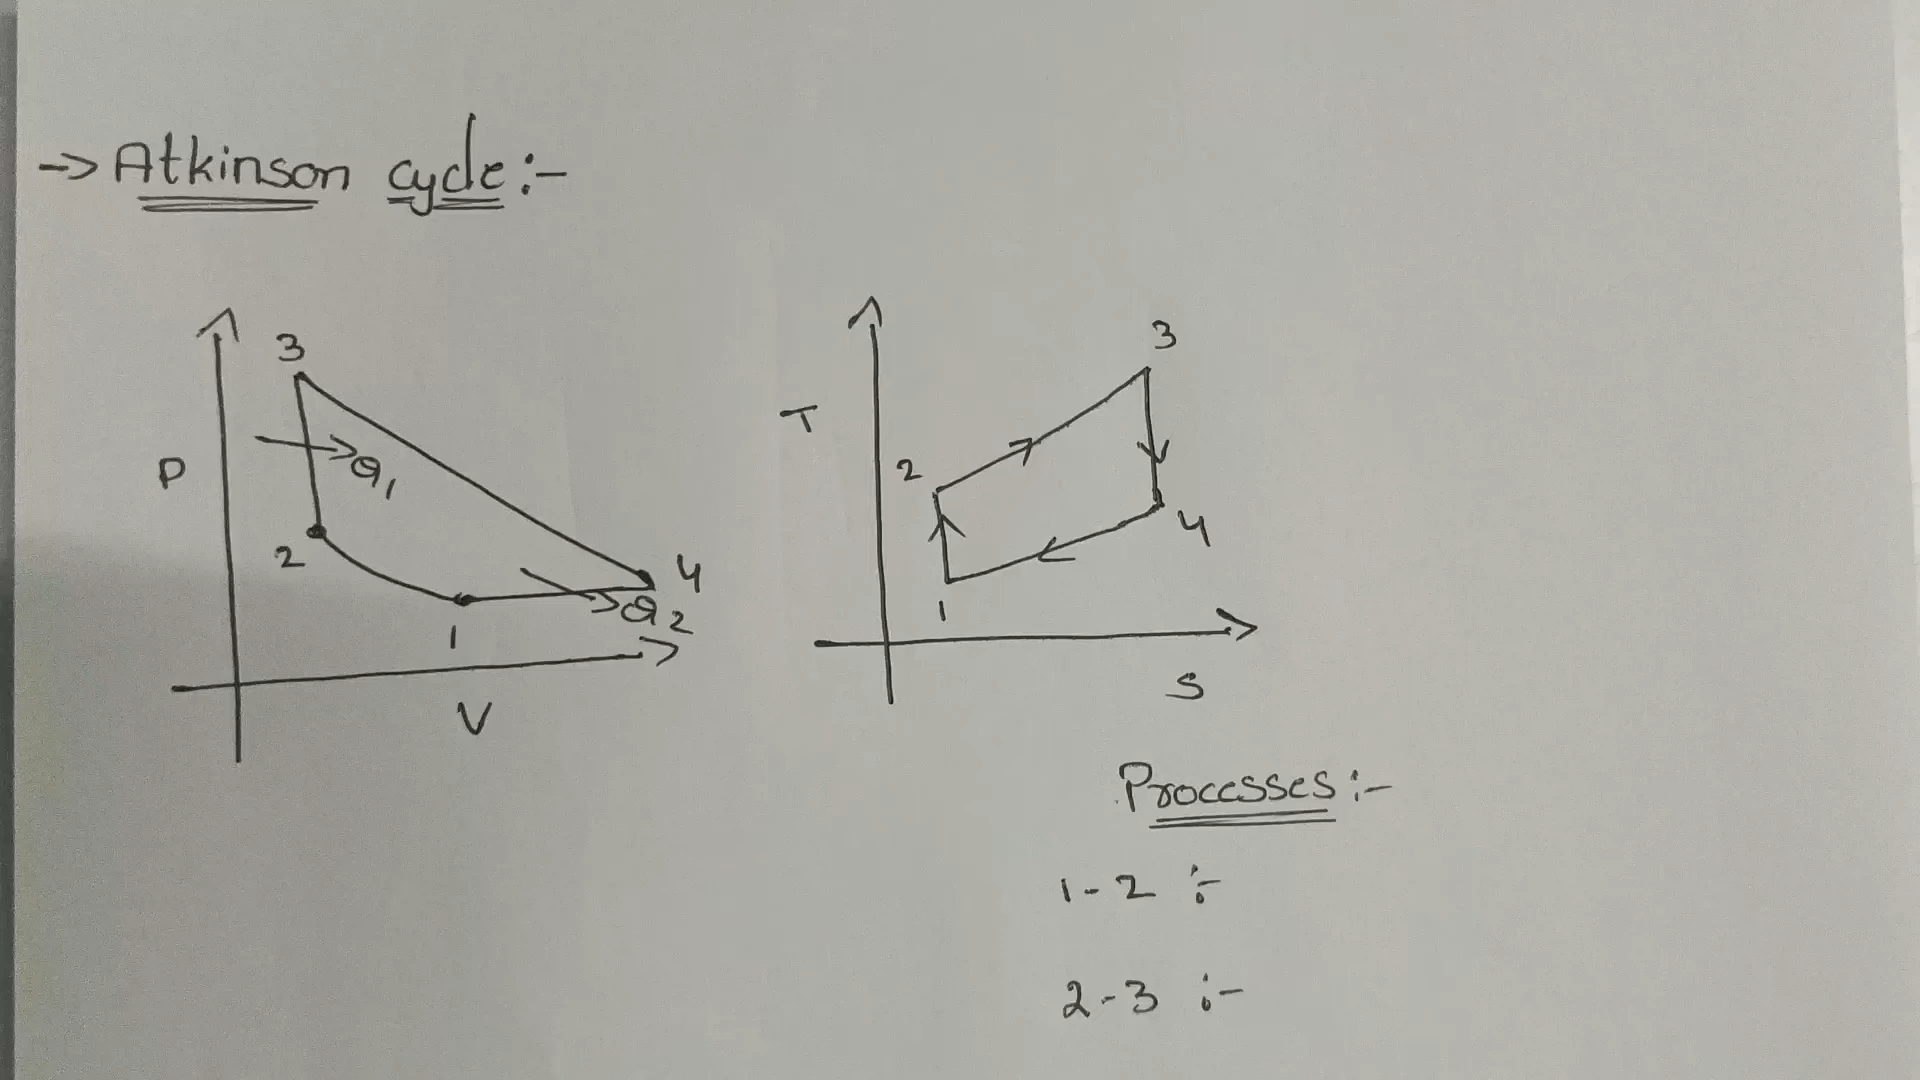 -> Atkinson cycle:-
3
P
Q1
2
4
Q2
1
V
3
T
2
4
1
S
Processes:-
1-2 :-
2-3 :-